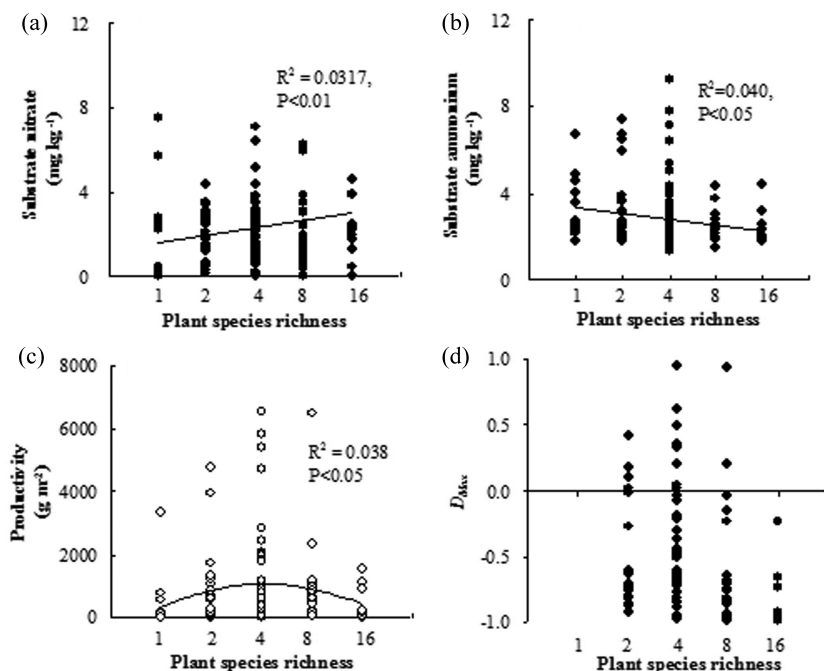 (a)
12
8
4
0
Substrate nitrate
(mg kg⁻¹)
R² = 0.0317,
P<0.01
1 2 4 8 16
Plant species richness
(b)
12
8
4
0
Substrate ammonium
(mg kg⁻¹)
R²=0.040,
P<0.05
1 2 4 8 16
Plant species richness
(c)
8000
6000
4000
2000
0
Productivity
(g m⁻²)
R² = 0.038
P<0.05
1 2 4 8 16
Plant species richness
(d)
1.0
0.5
0.0
-0.5
-1.0
DMax
1 2 4 8 16
Plant species richness